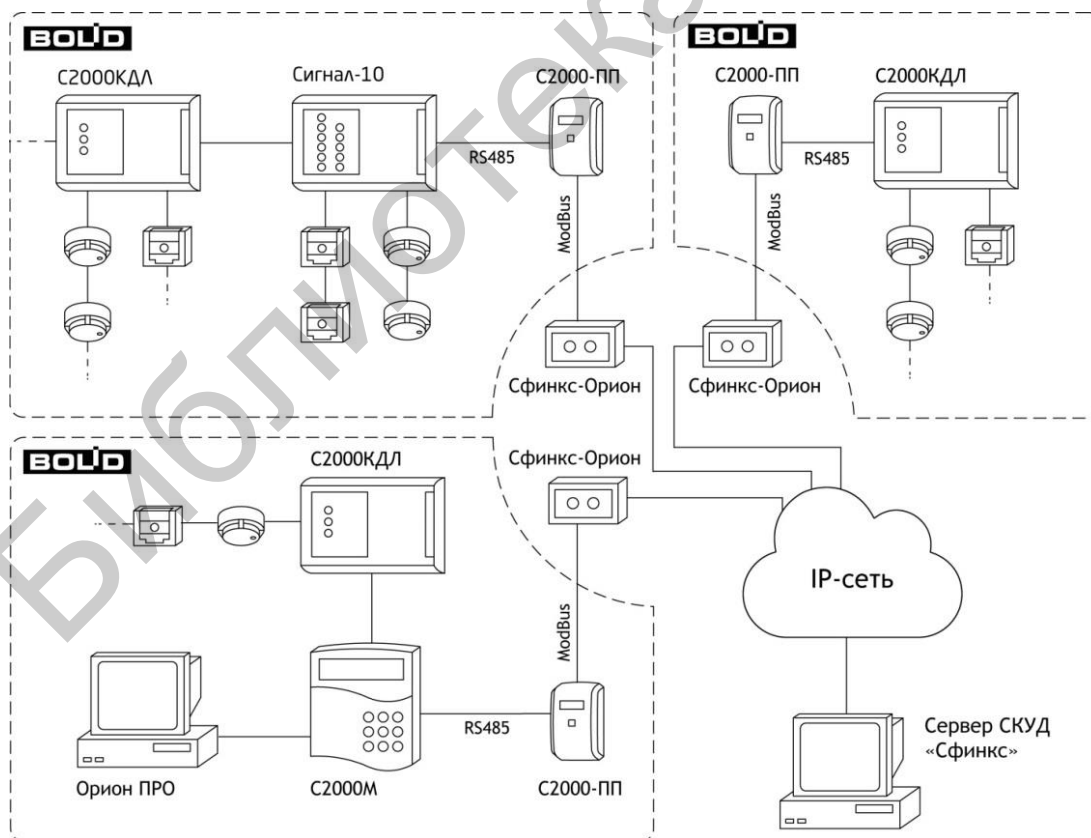 BOLID
С2000КДЛ
Сигнал-10
С2000-ПП
RS485
ModBus
Сфинкс-Орион
BOLID
С2000-ПП
С2000КДЛ
RS485
ModBus
Сфинкс-Орион
BOLID
С2000КДЛ
Сфинкс-Орион
ModBus
RS485
Орион ПРО
С2000М
С2000-ПП
IP-сеть
Сервер СКУД
«Сфинкс»
Библиотека